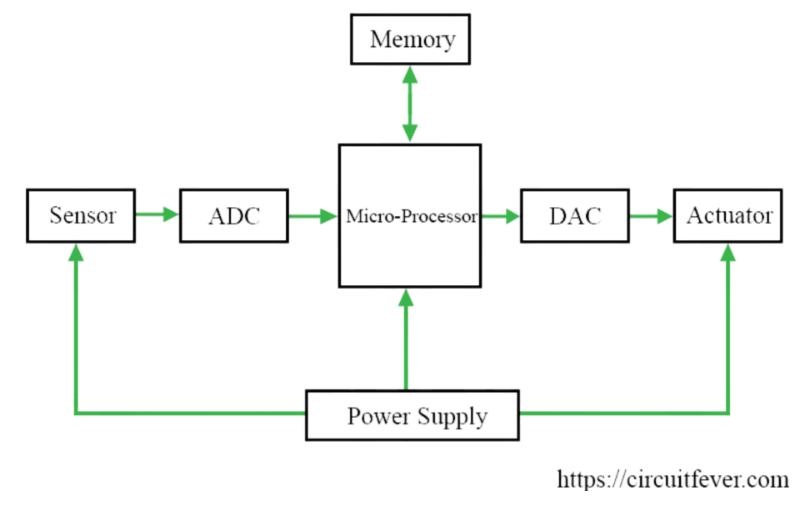 Memory
Sensor
ADC
Micro-Processor
DAC
Actuator
Power Supply
https://circuitfever.com